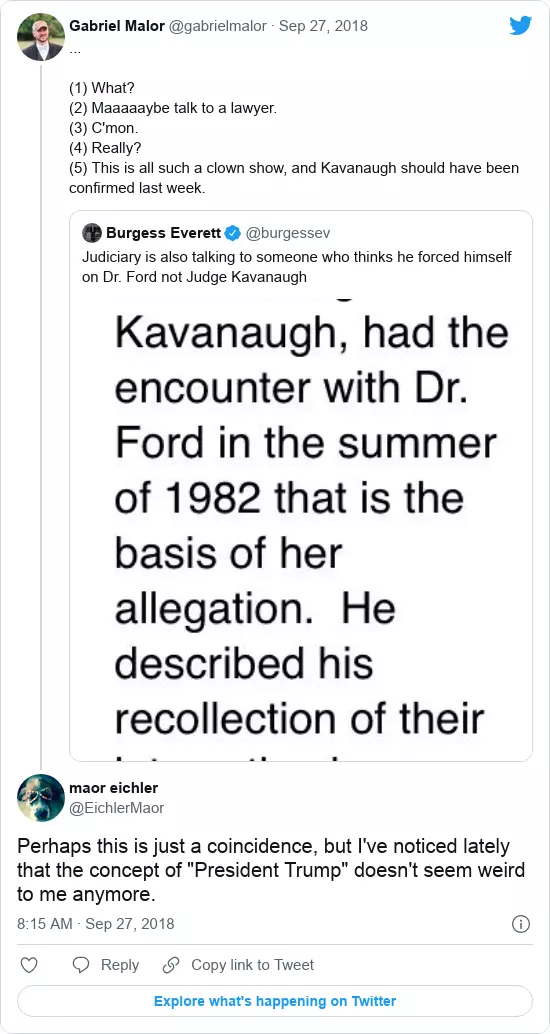 Gabriel Malor @gabrielmalor · Sep 27, 2018
...
(1) What?
(2) Maaaaaybe talk to a lawyer.
(3) C'mon.
(4) Really?
(5) This is all such a clown show, and Kavanaugh should have been
confirmed last week.
Burgess Everett @burgessev
Judiciary is also talking to someone who thinks he forced himself
on Dr. Ford not Judge Kavanaugh
Kavanaugh, had the
encounter with Dr.
Ford in the summer
of 1982 that is the
basis of her
allegation. He
described his
recollection of their
maor eichler
@EichlerMaor
Perhaps this is just a coincidence, but I've noticed lately
that the concept of "President Trump" doesn't seem weird
to me anymore.
8:15 AM · Sep 27, 2018
Reply Copy link to Tweet
Explore what's happening on Twitter